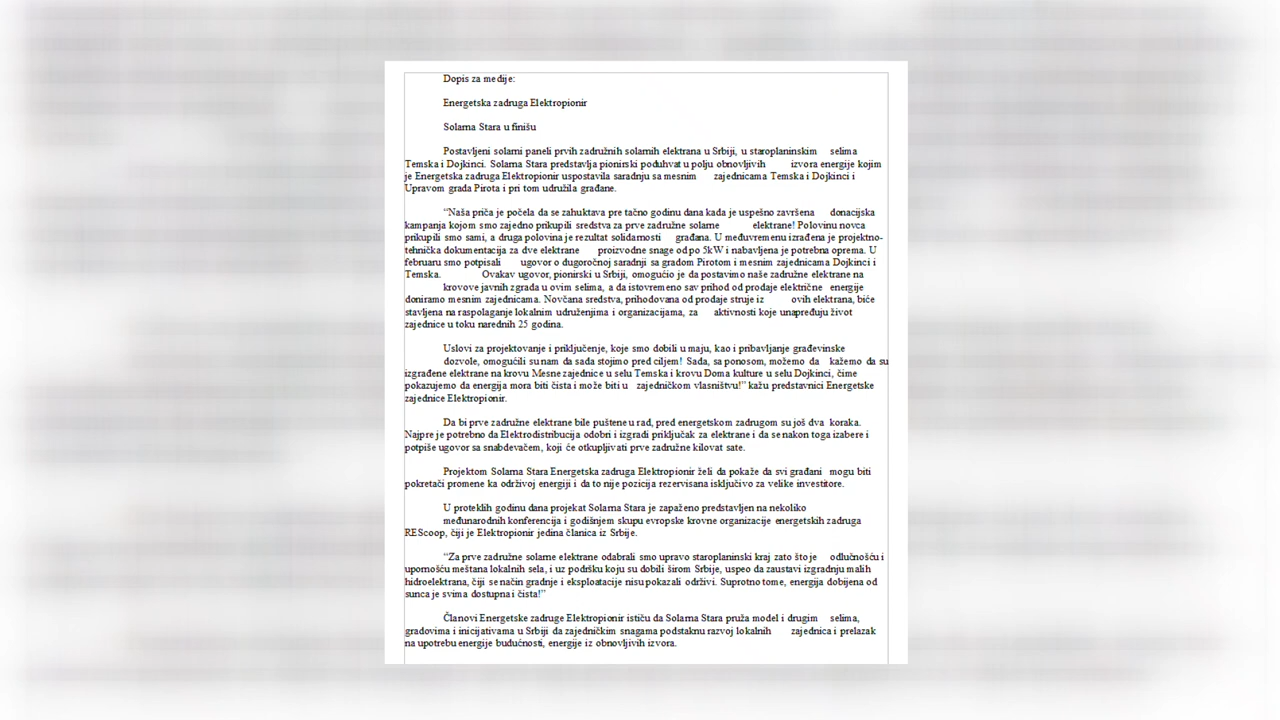 Dopis za medije:
Energetska zadruga Elektropionir
Solarna Stara u finišu
Postavljeni solarni paneli prvih zadružnih solarnih elektrana u Srbiji, u staroplaninskim selima
Temska i Dojkinci. Solarna Stara predstavlja pionirski poduhvat u polju obnovljivih izvora energije kojim
je Energetska zadruga Elektropionir uspostavila saradnju sa mesnim zajednicama Temska i Dojkinci i
Upravom grada Pirota i pri tom udružila građane.
“Naša priča je počela da se zahuktava pre tačno godinu dana kada je uspešno završena donacijska
kampanja kojom smo zajedno prikupili sredstva za prve zadružne solarne elektrane! Polovinu novca
prikupili smo sami, a druga polovina je rezultat solidarnosti građana. U međuvremenu izrađena je projektno-
tehnička dokumentacija za dve elektrane proizvodne snage od po 5kW i nabavljena je potrebna oprema. U
februaru smo potpisali ugovor o dugoročnoj saradnji sa gradom Pirotom i mesnim zajednicama Dojkinci i
Temska. Ovakav ugovor, pionirski u Srbiji, omogućio je da postavimo naše zadružne elektrane na
krovove javnih zgrada u ovim selima, a da istovremeno sav prihod od prodaje električne energije
doniramo mesnim zajednicama. Novčana sredstva, prihodovana od prodaje struje iz ovih elektrana, biće
stavljena na raspolaganje lokalnim udruženjima i organizacijama, za aktivnosti koje unapređuju život
zajednice u toku narednih 25 godina.
Uslovi za projektovanje i priključenje, koje smo dobili u maju, kao i pribavljanje građevinske
dozvole, omogućili su nam da sada stojimo pred ciljem! Sada, sa ponosom, možemo da kažemo da su
izgrađene elektrane na krovu Mesne zajednice u selu Temska i krovu Doma kulture u selu Dojkinci, čime
pokazujemo da energija mora biti čista i može biti u zajedničkom vlasništvu!” kažu predstavnici Energetske
zajednice Elektropionir.
Da bi prve zadružne elektrane bile puštene u rad, pred energetskom zadrugom su još dva koraka.
Najpre je potrebno da Elektrodistribucija odobri i izgradi priključak za elektrane i da se nakon toga izabere i
potpiše ugovor sa snabdevačem, koji će otkupljivati prve zadružne kilovat sate.
Projektom Solarna Stara Energetska zadruga Elektropionir želi da pokaže da svi građani mogu biti
pokretači promene ka održivoj energiji i da to nije pozicija rezervisana isključivo za velike investitore.
U proteklih godinu dana projekat Solarna Stara je zapaženo predstavljen na nekoliko
međunarodnih konferencija i godišnjem skupu evropske krovne organizacije energetskih zadruga
REScoop, čiji je Elektropionir jedina članica iz Srbije.
“Za prve zadružne solarne elektrane odabrali smo upravo staroplaninski kraj zato što je odlučnošću i
upornošću meštana lokalnih sela, i uz podršku koju su dobili širom Srbije, uspeo da zaustavi izgradnju malih
hidroelektrana, čiji se način gradnje i eksploatacije nisu pokazali održivi. Suprotno tome, energija dobijena od
sunca je svima dostupna i čista!”
Članovi Energetske zadruge Elektropionir ističu da Solarna Stara pruža model i drugim selima,
gradovima i inicijativama u Srbiji da zajedničkim snagama podstaknu razvoj lokalnih zajednica i prelazak
na upotrebu energije budućnosti, energije iz obnovljivih izvora.